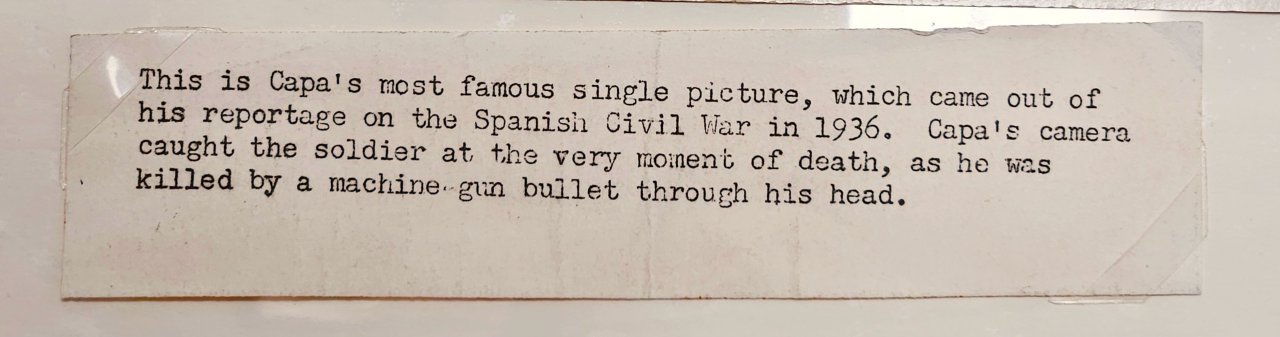 This is Capa's most famous single picture, which came out of
his reportage on the Spanish Civil War in 1936.  Capa's camera
caught the soldier at the very moment of death, as he was
killed by a machine-gun bullet through his head.